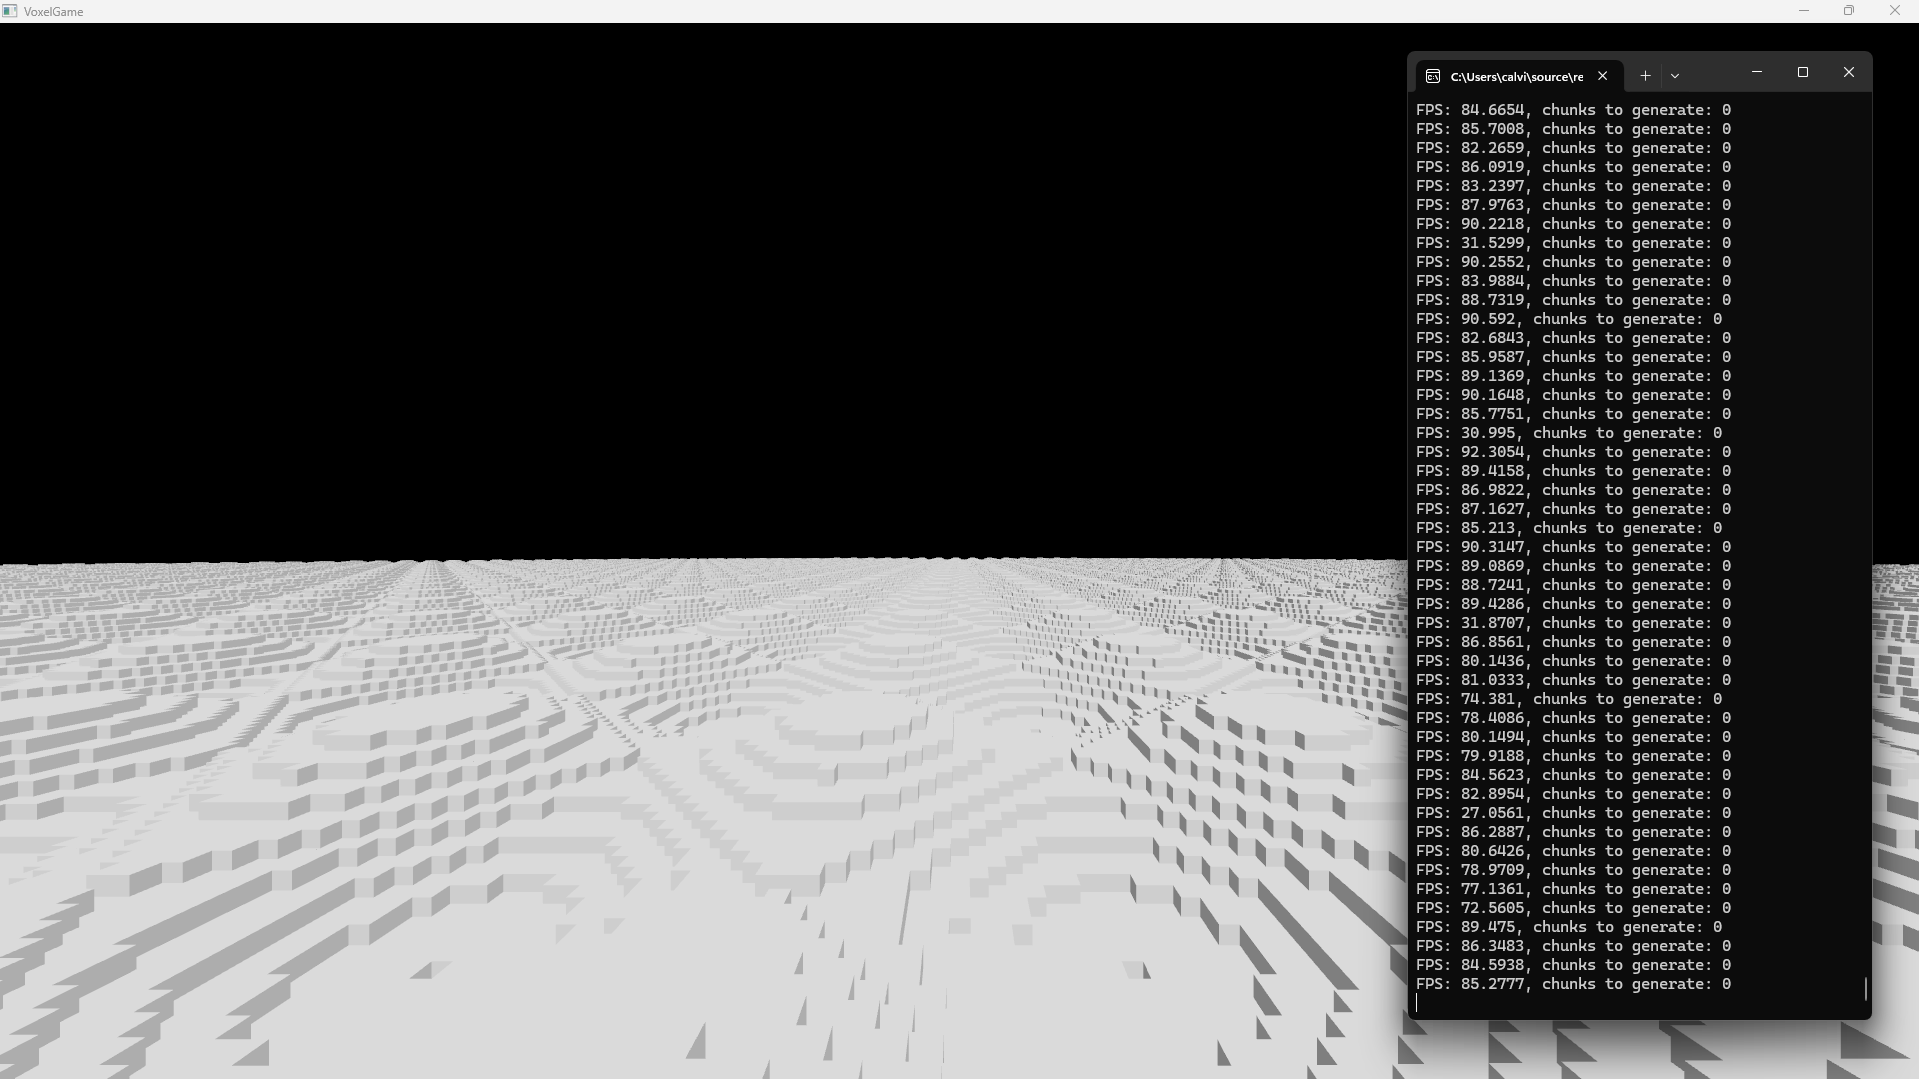 VoxelGame
C:\Users\calvi\source\re
FPS: 84.6654, chunks to generate: 0
FPS: 85.7008, chunks to generate: 0
FPS: 82.2659, chunks to generate: 0
FPS: 86.0919, chunks to generate: 0
FPS: 83.2397, chunks to generate: 0
FPS: 87.9763, chunks to generate: 0
FPS: 90.2218, chunks to generate: 0
FPS: 31.5299, chunks to generate: 0
FPS: 90.2552, chunks to generate: 0
FPS: 83.9884, chunks to generate: 0
FPS: 88.7319, chunks to generate: 0
FPS: 90.592, chunks to generate: 0
FPS: 82.6843, chunks to generate: 0
FPS: 85.9587, chunks to generate: 0
FPS: 89.1369, chunks to generate: 0
FPS: 90.1648, chunks to generate: 0
FPS: 85.7751, chunks to generate: 0
FPS: 30.995, chunks to generate: 0
FPS: 92.3054, chunks to generate: 0
FPS: 89.4158, chunks to generate: 0
FPS: 86.9822, chunks to generate: 0
FPS: 87.1627, chunks to generate: 0
FPS: 85.213, chunks to generate: 0
FPS: 90.3147, chunks to generate: 0
FPS: 89.0869, chunks to generate: 0
FPS: 88.7241, chunks to generate: 0
FPS: 89.4286, chunks to generate: 0
FPS: 31.8707, chunks to generate: 0
FPS: 86.8561, chunks to generate: 0
FPS: 80.1436, chunks to generate: 0
FPS: 81.0333, chunks to generate: 0
FPS: 74.381, chunks to generate: 0
FPS: 78.4086, chunks to generate: 0
FPS: 80.1494, chunks to generate: 0
FPS: 79.9188, chunks to generate: 0
FPS: 84.5623, chunks to generate: 0
FPS: 82.8954, chunks to generate: 0
FPS: 27.0561, chunks to generate: 0
FPS: 86.2887, chunks to generate: 0
FPS: 80.6426, chunks to generate: 0
FPS: 78.9709, chunks to generate: 0
FPS: 77.1361, chunks to generate: 0
FPS: 72.5605, chunks to generate: 0
FPS: 89.475, chunks to generate: 0
FPS: 86.3483, chunks to generate: 0
FPS: 84.5938, chunks to generate: 0
FPS: 85.2777, chunks to generate: 0